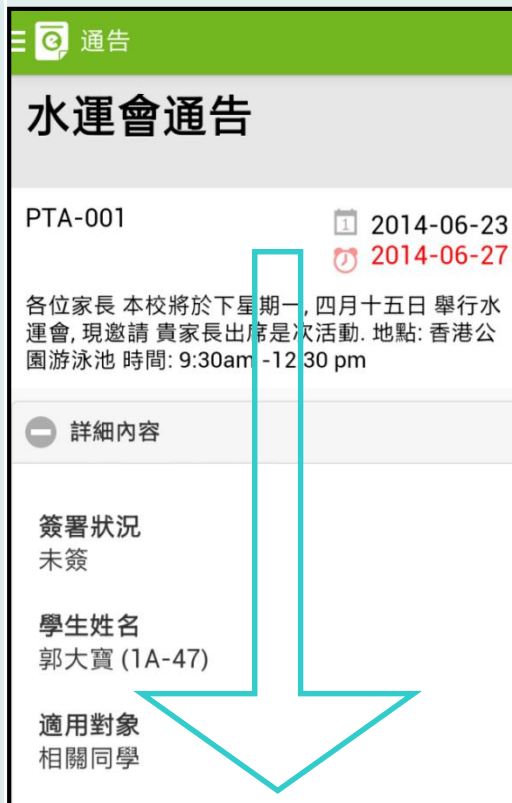 通告
水運會通告
PTA-001
2014-06-23
2014-06-27
各位家長 本校將於下星期一, 四月十五日 舉行水
運會, 現邀請 貴家長出席是次活動. 地點: 香港公
園游泳池 時間: 9:30am -12:30 pm
詳細內容
簽署狀況
未簽
學生姓名
郭大寶 (1A-47)
適用對象
相關同學